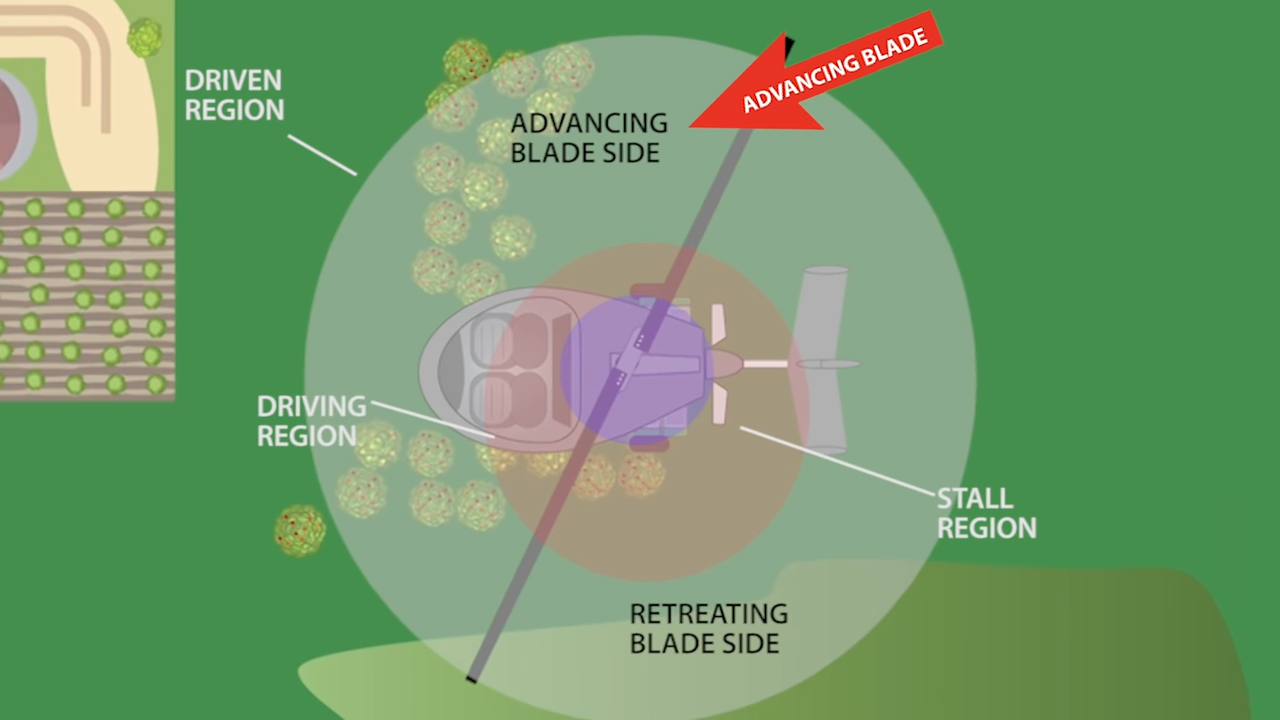 ADVANCING BLADE
DRIVEN
REGION
ADVANCING
BLADE SIDE
DRIVING
REGION
STALL
REGION
RETREATING
BLADE SIDE